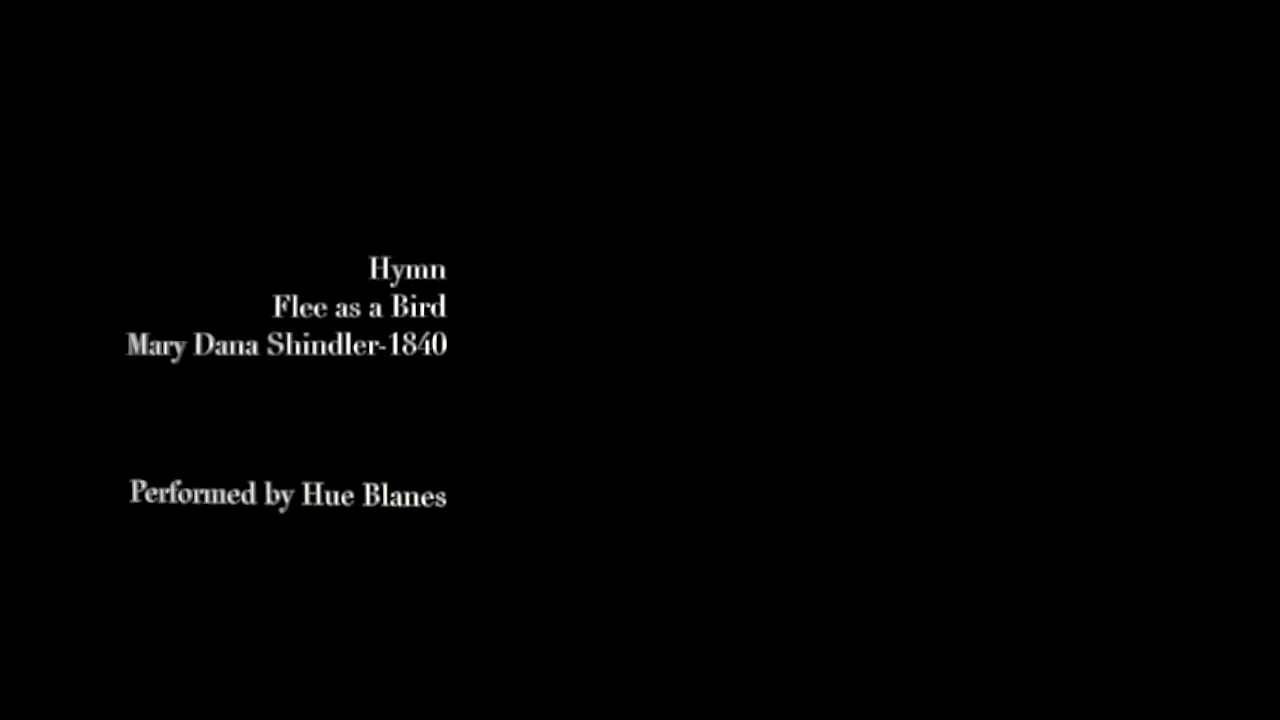 Hymn
Flee as a Bird
Mary Dana Shindler-1840
Performed by Hue Blanes